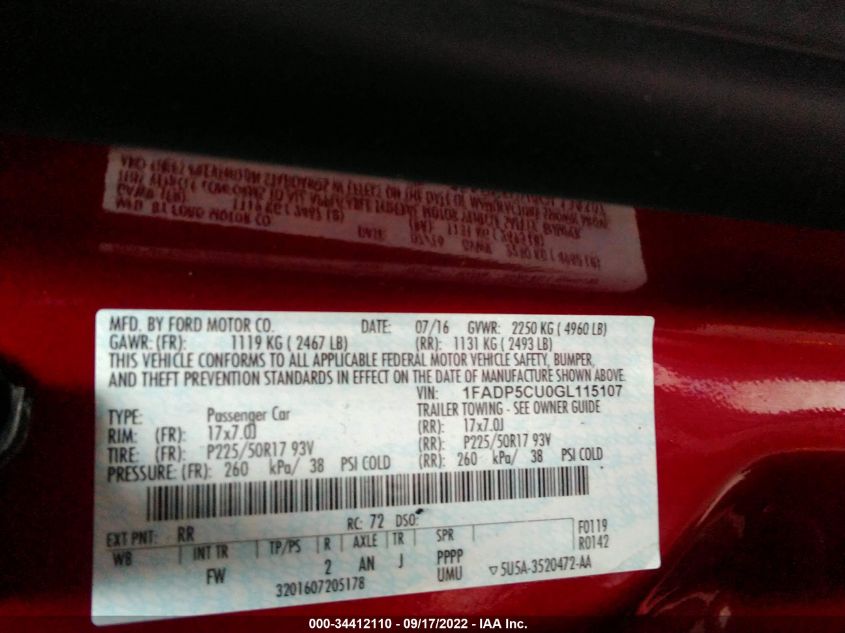 MFD. BY FORD MOTOR CO. DATE: 07/16 GVWR: 2250 KG ( 4960 LB)
GAWR: (FR): 1119 KG ( 2467 LB) (RR): 1131 KG ( 2493 LB)
THIS VEHICLE CONFORMS TO ALL APPLICABLE FEDERAL MOTOR VEHICLE SAFETY, BUMPER,
AND THEFT PREVENTION STANDARDS IN EFFECT ON THE DATE OF MANUFACTURE SHOWN ABOVE.
VIN: 1FADP5CU0GL115107
TYPE: Passenger Car TRAILER TOWING - SEE OWNER GUIDE
RIM: (FR): 17x7.0J (RR): 17x7.0J
TIRE: (FR): P225/50R17 93V (RR): P225/50R17 93V
PRESSURE: (FR): 260 kPa/ 38 PSI COLD (RR): 260 kPa/ 38 PSI COLD
EXT PNT: RR RC: 72 DSO: F0119
WB INT TR TP/PS R AXLE TR SPR R0142
FW 2 AN J PPPP
3201607205178 UMU ▽ 5U5A-3520472-AA
000-34412110 - 09/17/2022 - IAA Inc.